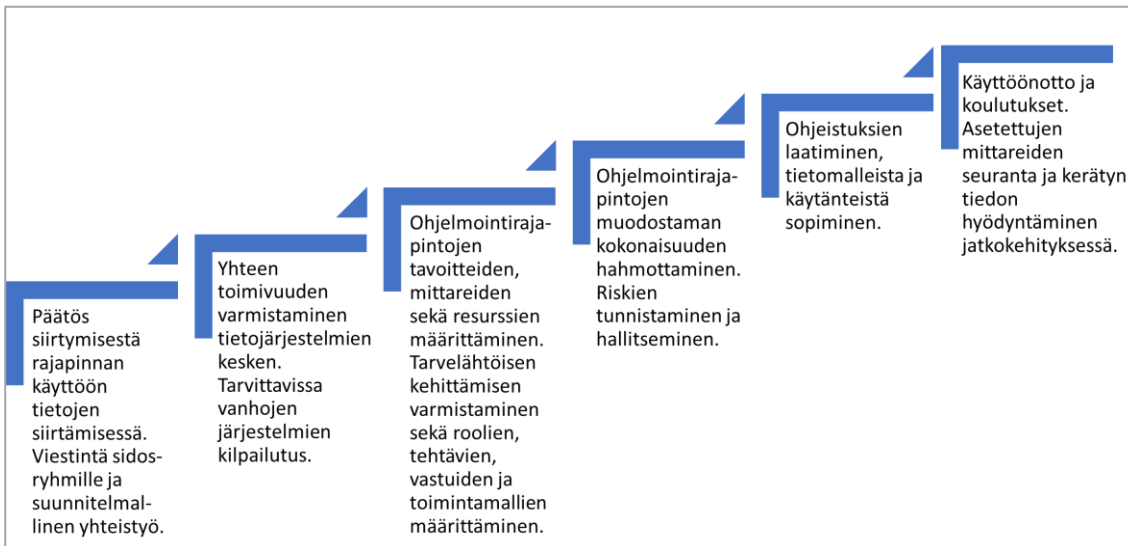 Päätös
siirtymisestä
rajapinnan
käyttöön
tietojen
siirtämisessä.
Viestintä sidos-
ryhmille ja
suunnitelmal-
linen yhteistyö.
Yhteen
toimivuuden
varmistaminen
tietojärjestelmien
kesken.
Tarvittavissa
vanhojen
järjestelmien
kilpailutus.
Ohjelmointiraja-
pintojen
tavoitteiden,
mittareiden
sekä resurssien
määrittäminen.
Tarvelähtöisen
kehittämisen
varmistaminen
sekä roolien,
tehtävien,
vastuiden ja
toimintamallien
määrittäminen.
Ohjelmointiraja-
pintojen
muodostaman
kokonaisuuden
hahmottaminen.
Riskien
tunnistaminen ja
hallitseminen.
Ohjeistuksien
laatiminen,
tietomalleista ja
käytänteistä
sopiminen.
Käyttöönotto ja
koulutukset.
Asetettujen
mittareiden
seuranta ja kerätyn
tiedon
hyödyntäminen
jatkokehityksessä.